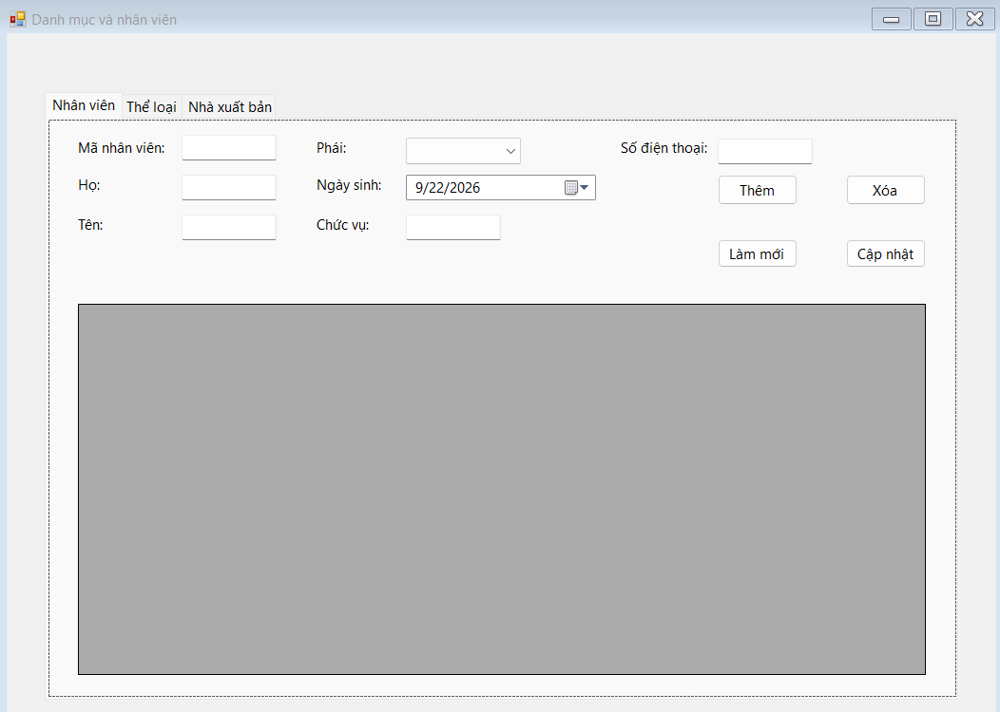 Danh mục và nhân viên
Nhân viên Thể loại Nhà xuất bản
Mã nhân viên: Phái: Số điện thoại:
Họ: Ngày sinh: 9/22/2026 Thêm Xóa
Tên: Chức vụ:
Làm mới Cập nhật